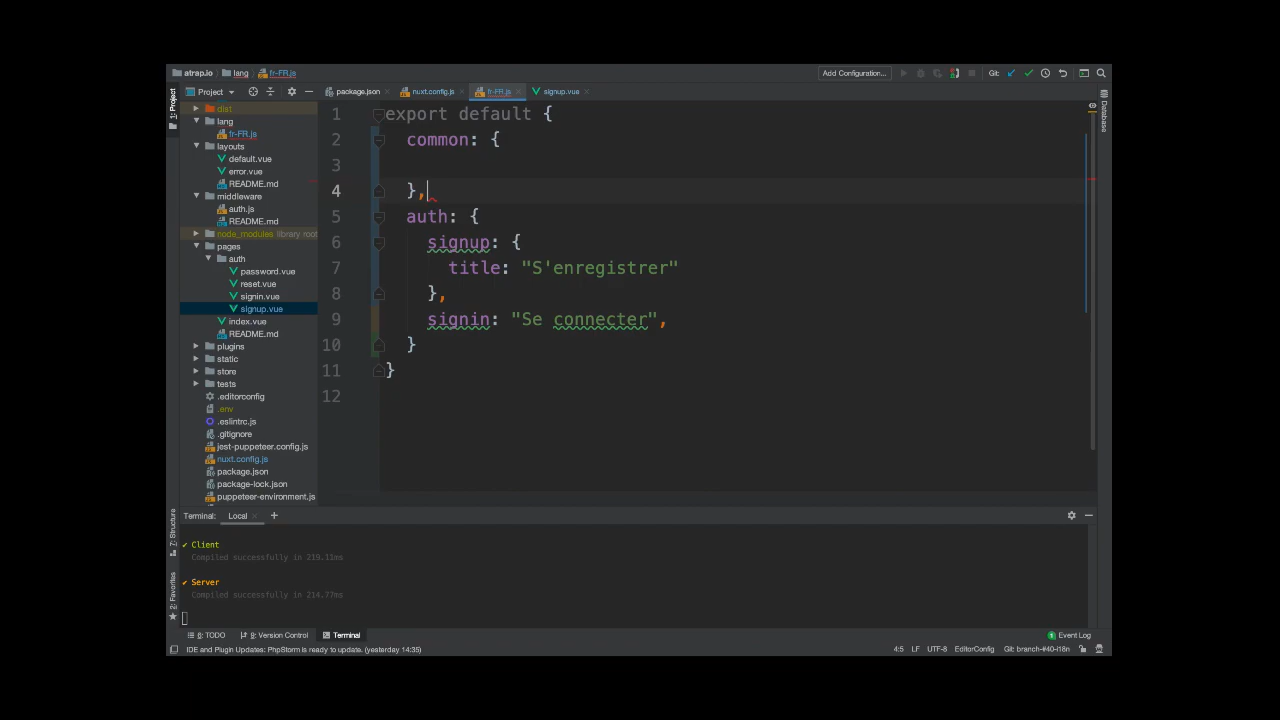 atrap.io lang fr-FR.js Add Configuration... Git:
Project package.json nuxt.config.js fr-FR.js signup.vue
1: Project
Database
dist
lang
fr-FR.js
layouts
default.vue
error.vue
README.md
middleware
auth.js
README.md
node_modules library root
pages
auth
password.vue
reset.vue
signin.vue
signup.vue
index.vue
README.md
plugins
static
store
tests
.editorconfig
.env
.eslintrc.js
.gitignore
jest-puppeteer.config.js
nuxt.config.js
package.json
package-lock.json
puppeteer-environment.js
1 export default {
2 common: {
3
4 },
5 auth: {
6 signup: {
7 title: "S'enregistrer"
8 },
9 signin: "Se connecter",
10 }
11 }
12
7: Structure
2: Favorites
Terminal: Local +
✔ Client
Compiled successfully in 219.11ms
✔ Server
Compiled successfully in 214.77ms
6: TODO 9: Version Control Terminal 1 Event Log
IDE and Plugin Updates: PhpStorm is ready to update. (yesterday 14:35) 4:5 LF UTF-8 EditorConfig Git: branch-#40-i18n